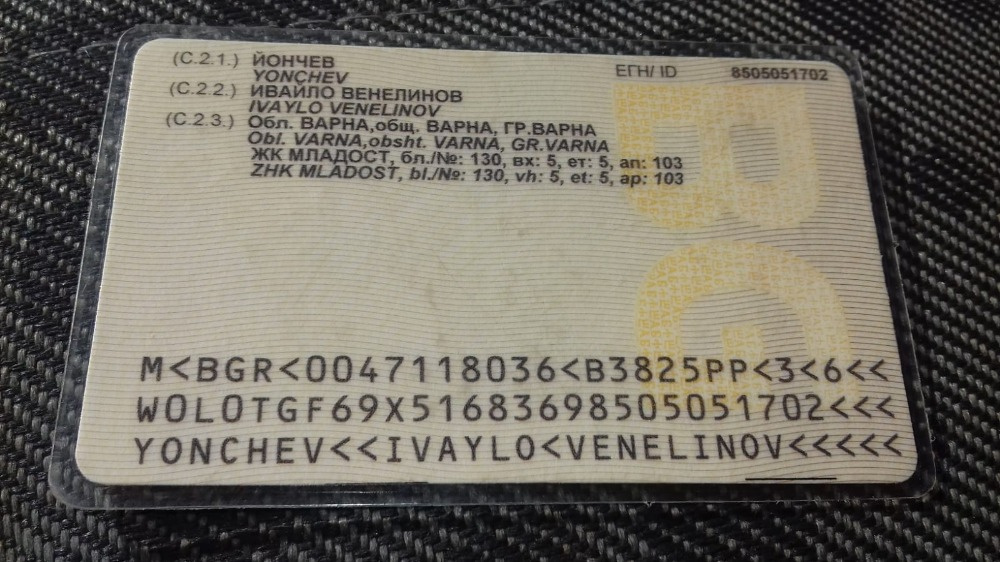 (C.2.1.) ЙОНЧЕВ ЕГН/ ID 8505051702
YONCHEV
(C.2.2.) ИВАЙЛО ВЕНЕЛИНОВ
IVAYLO VENELINOV
(C.2.3.) Обл. ВАРНА,общ. ВАРНА, ГР.ВАРНА
Obl. VARNA,obsht. VARNA, GR.VARNA
ЖК МЛАДОСТ, бл./№: 130, вх: 5, ет: 5, ап: 103
ZHK MLADOST, bl./№: 130, vh: 5, et: 5, ap: 103
BG
M<BGR<0047118036<B3825PP<3<6<<
W0L0TGF69X51683698505051702<<<
YONCHEV<<IVAYLO<VENELINOV<<<<<